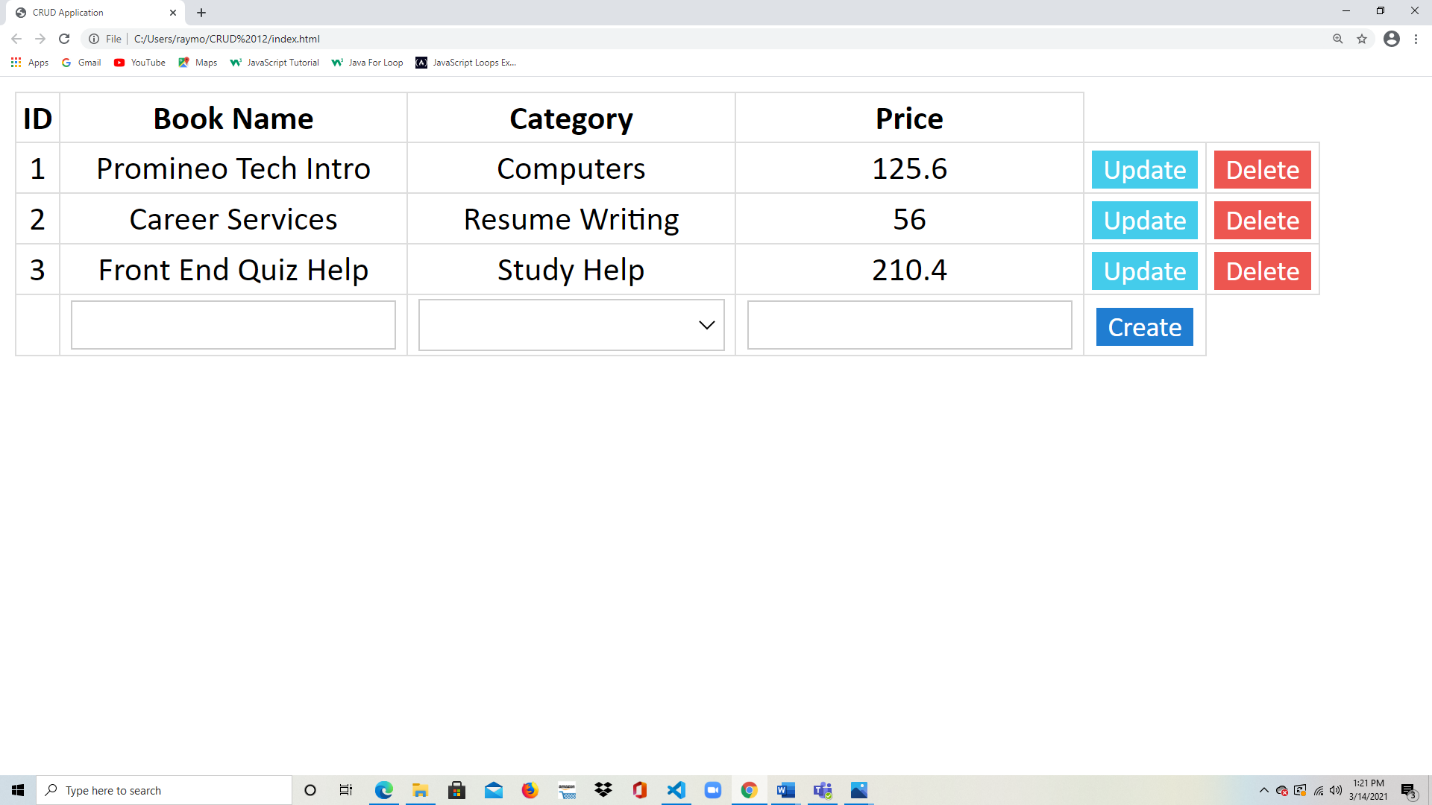 CRUD Application
File C:/Users/raymo/CRUD%2012/index.html
Apps Gmail YouTube Maps JavaScript Tutorial Java For Loop JavaScript Loops Ex...
ID Book Name Category Price
1 Promineo Tech Intro Computers 125.6 Update Delete
2 Career Services Resume Writing 56 Update Delete
3 Front End Quiz Help Study Help 210.4 Update Delete
Create
Type here to search
1:21 PM
3/14/2021
3